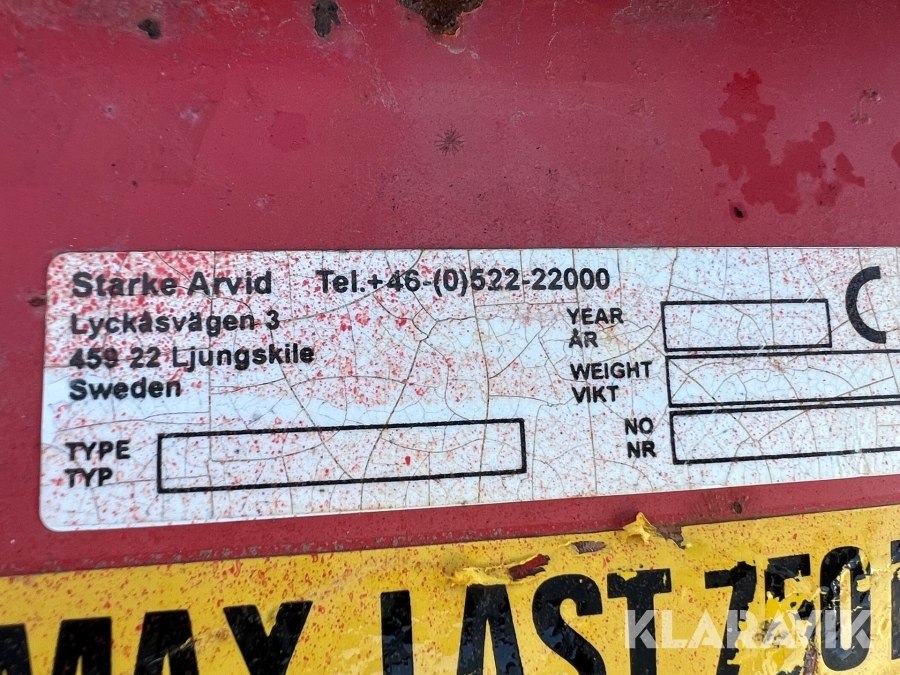 Starke Arvid Tel.+46-(0)522-22000
Lyckåsvägen 3
459 22 Ljungskile
Sweden
YEAR
ÅR
WEIGHT
VIKT
TYPE
TYP
NO
NR
MAX LAST 750
KLARAVIK